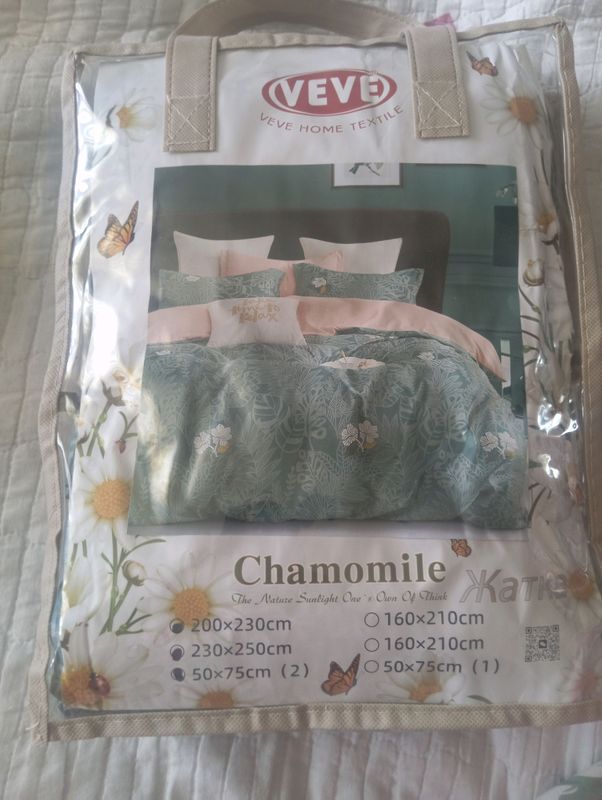 VEVE
VEVE HOME TEXTILE
Relax
Chamomile
Жатка
The Nature Sunlight One`s Own Of Think
200×230cm
230×250cm
50×75cm (2)
160×210cm
160×210cm
50×75cm (1)